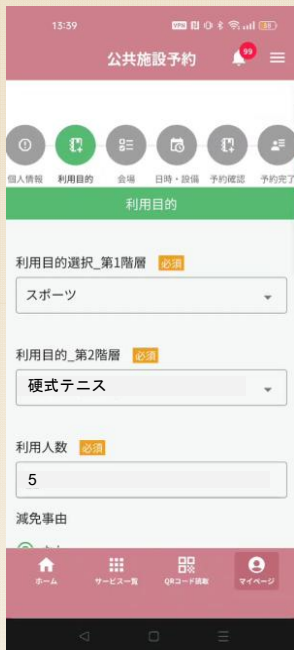 13:59
VPN
公共施設予約
99
個人情報 利用目的 会場 日時・設備 予約確認 予約完了
利用目的
利用目的選択_第1階層 必須
スポーツ
利用目的_第2階層 必須
硬式テニス
利用人数 必須
5
減免事由
ホーム サービス一覧 QRコード読取 マイページ